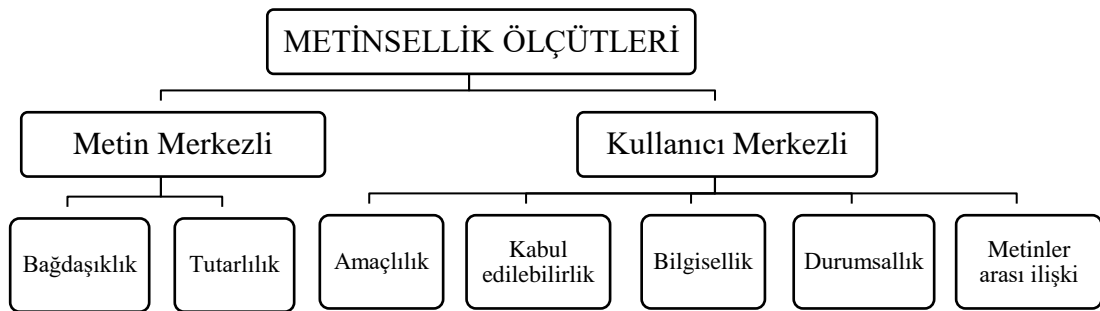 METİNSELLİK ÖLÇÜTLERİ
Metin Merkezli
Kullanıcı Merkezli
Bağdaşıklık
Tutarlılık
Amaçlılık
Kabul
edilebilirlik
Bilgisellik
Durumsallık
Metinler
arası ilişki